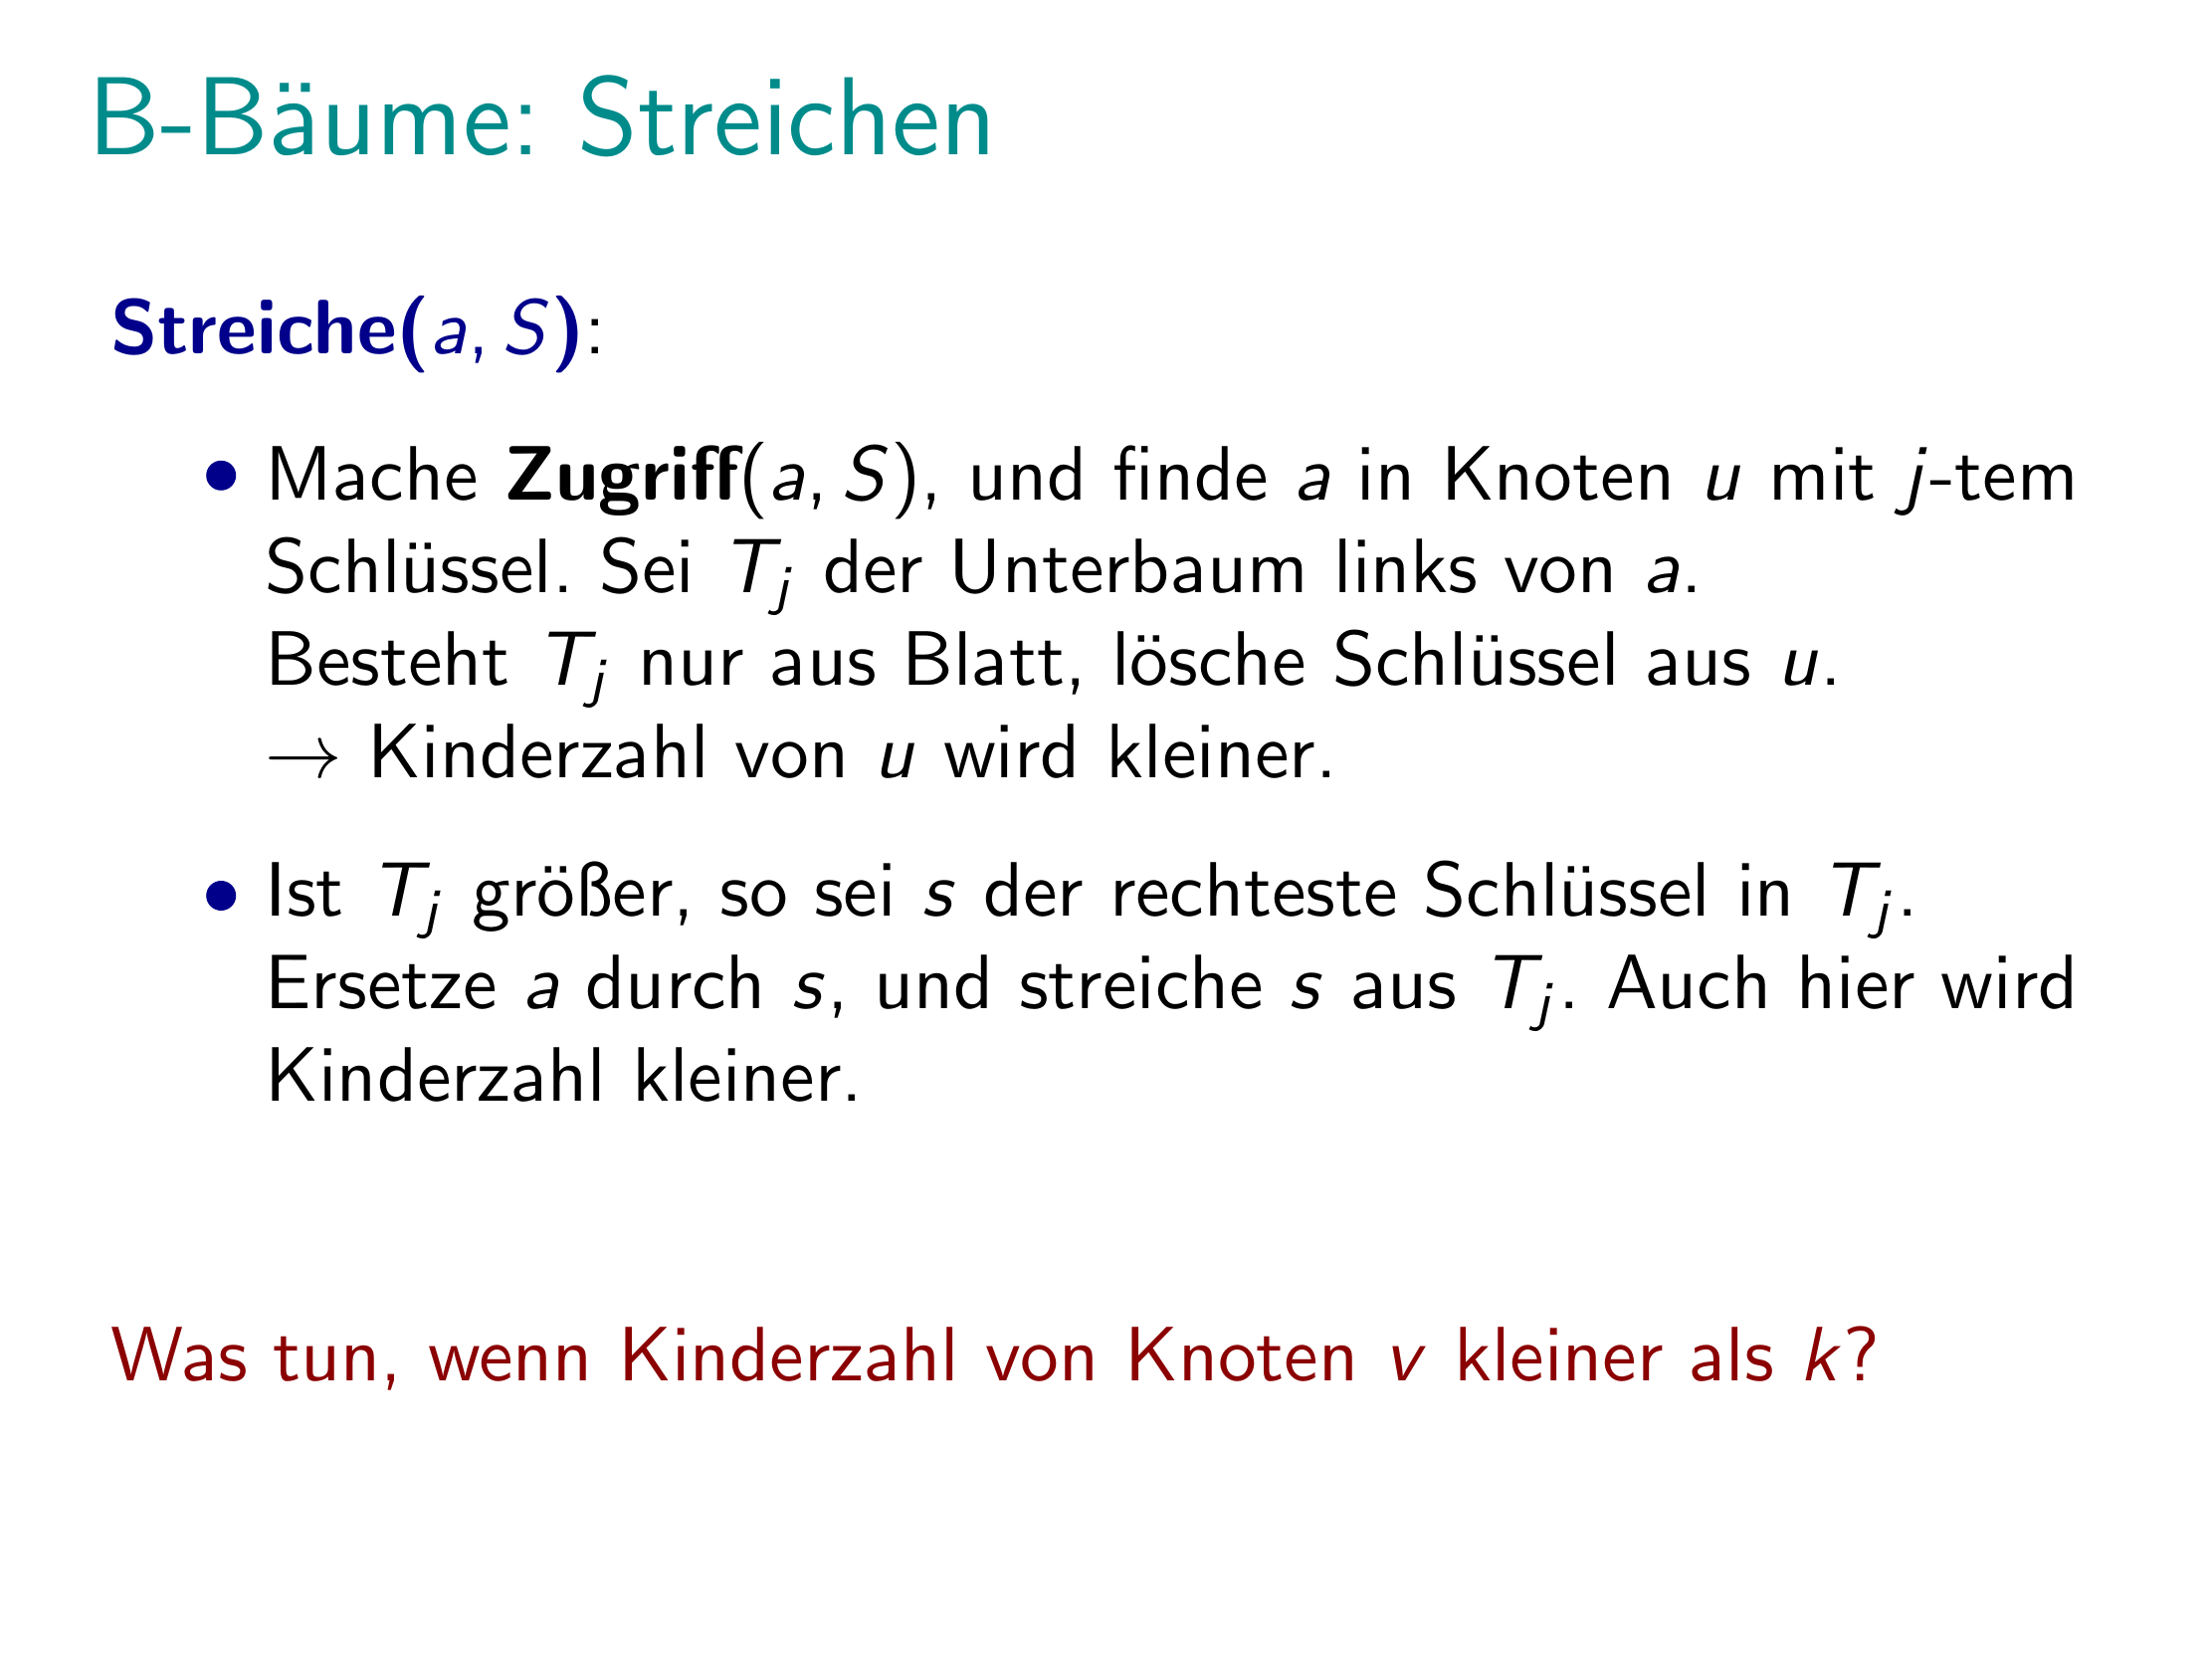 B-Bäume: Streichen
Streiche(a, S):
• Mache Zugriff(a, S), und finde a in Knoten u mit j-tem
Schlüssel. Sei T_j der Unterbaum links von a.
Besteht T_j nur aus Blatt, lösche Schlüssel aus u.
→ Kinderzahl von u wird kleiner.
• Ist T_j größer, so sei s der rechteste Schlüssel in T_j.
Ersetze a durch s, und streiche s aus T_j. Auch hier wird
Kinderzahl kleiner.
Was tun, wenn Kinderzahl von Knoten v kleiner als k?